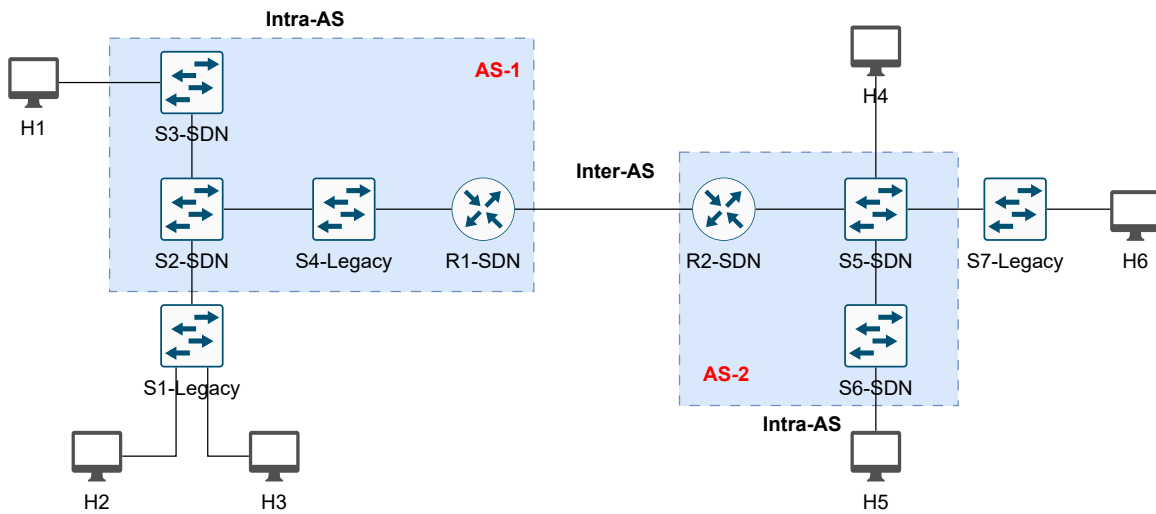 Intra-AS
AS-1
H1
S3-SDN
H4
Inter-AS
S2-SDN
S4-Legacy
R1-SDN
R2-SDN
S5-SDN
S7-Legacy
H6
S1-Legacy
AS-2
S6-SDN
Intra-AS
H2
H3
H5